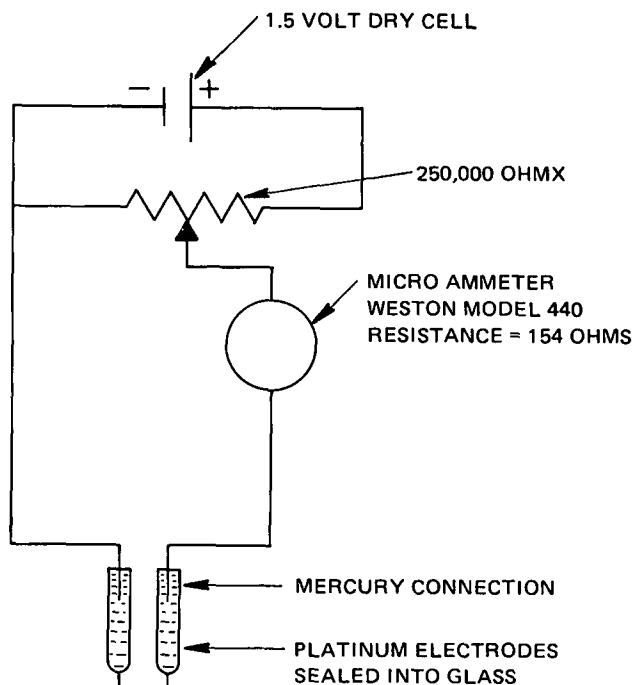 1.5 VOLT DRY CELL
− +
250,000 OHMX
MICRO AMMETER
WESTON MODEL 440
RESISTANCE = 154 OHMS
MERCURY CONNECTION
PLATINUM ELECTRODES
SEALED INTO GLASS